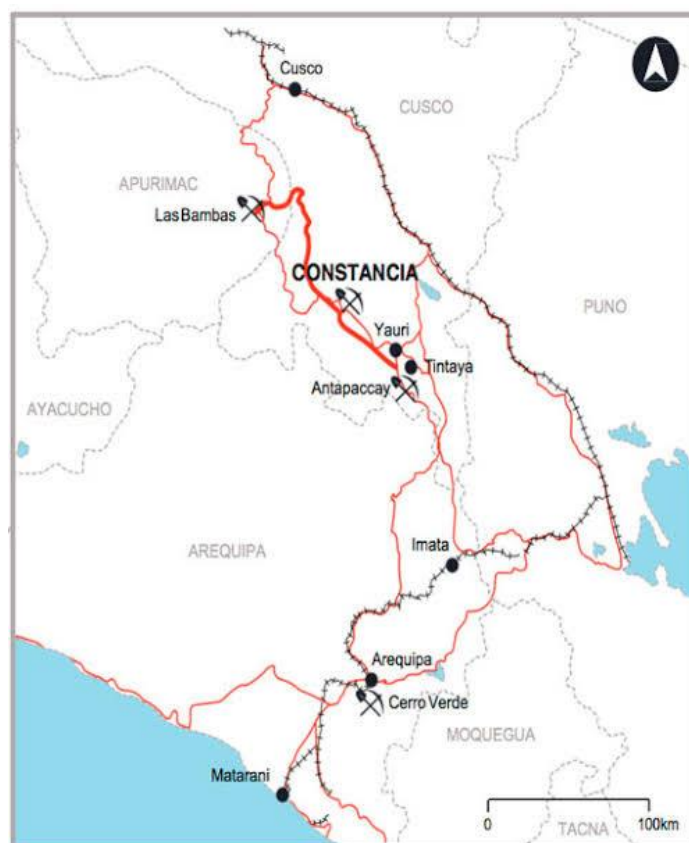 Cusco
CUSCO
APURIMAC
Las Bambas
CONSTANCIA
PUNO
Yauri
Tintaya
Antapaccay
AYACUCHO
Imata
AREQUIPA
Arequipa
Cerro Verde
MOQUEGUA
Matarani
0 100km
TACNA